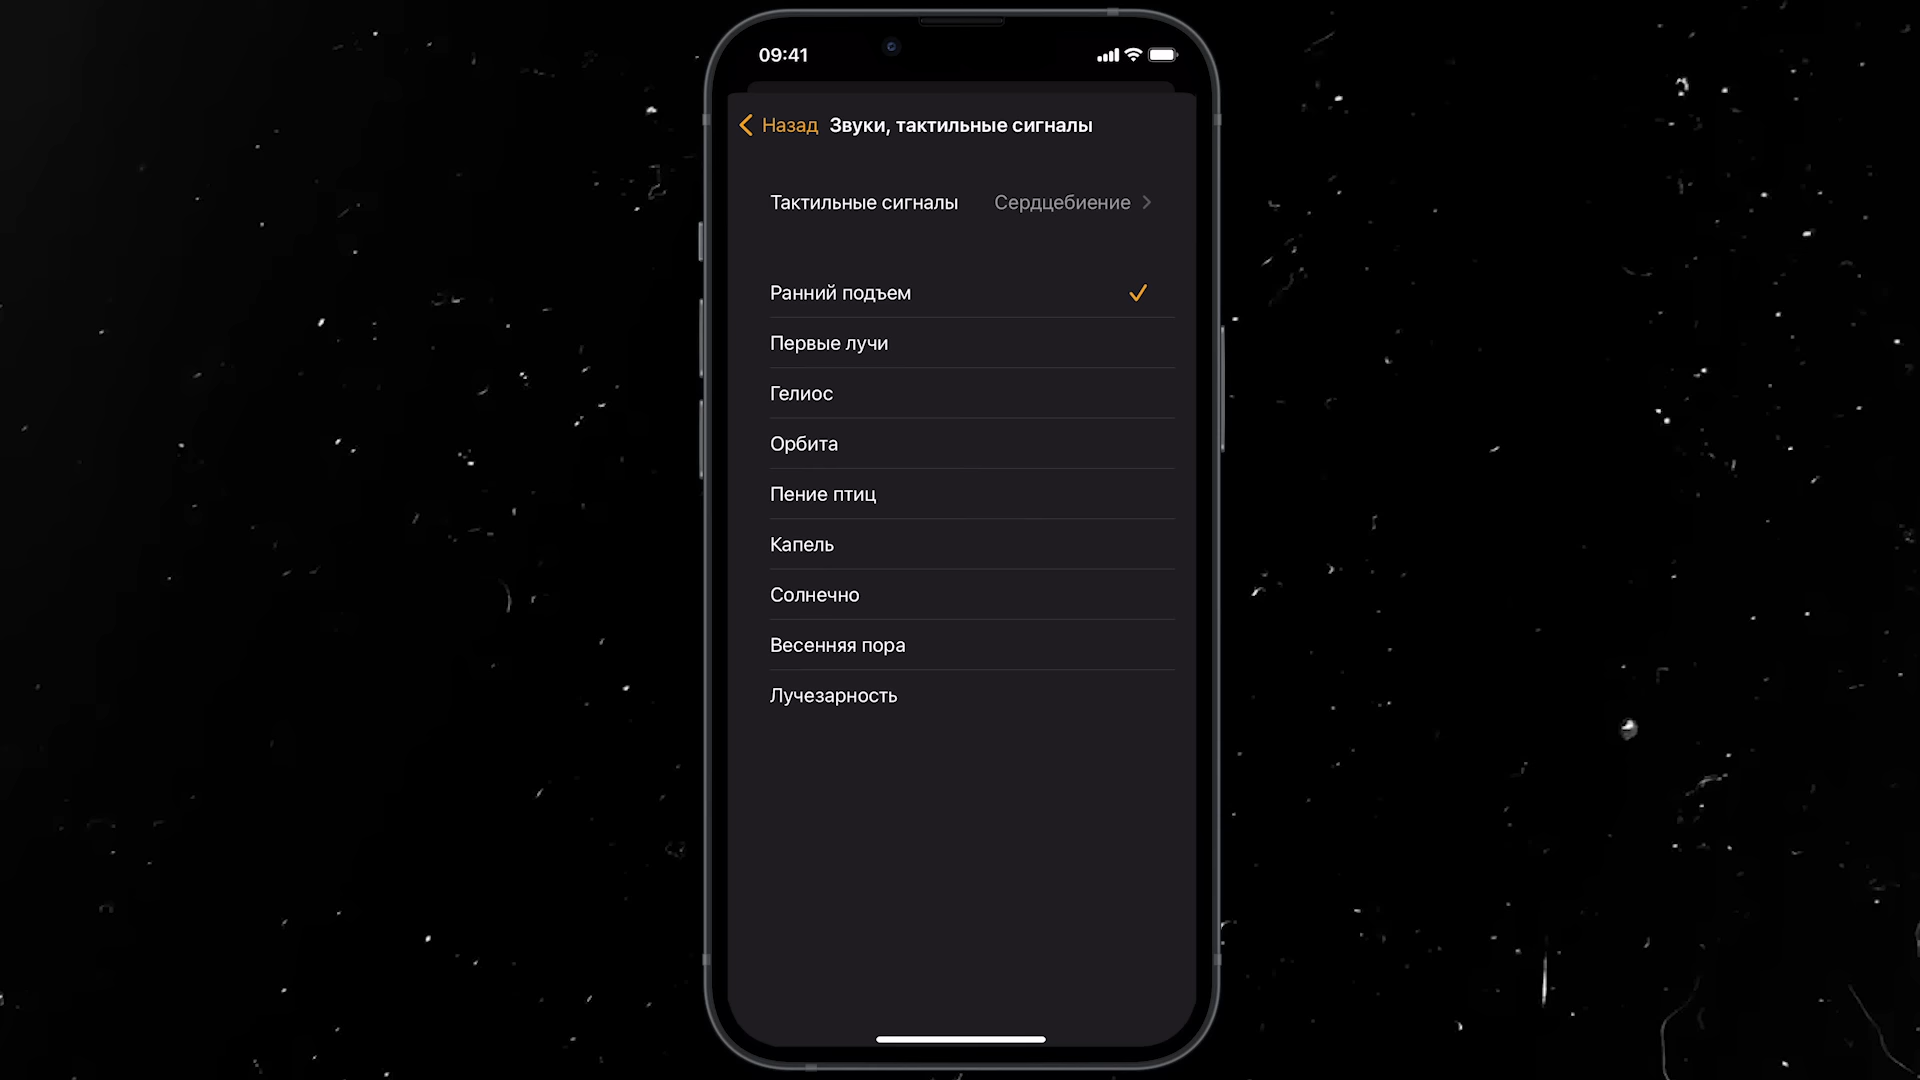 09:41
Назад Звуки, тактильные сигналы
Тактильные сигналы Сердцебиение
Ранний подъем
Первые лучи
Гелиос
Орбита
Пение птиц
Капель
Солнечно
Весенняя пора
Лучезарность